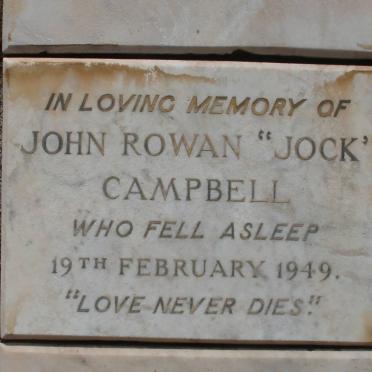 IN LOVING MEMORY OF
JOHN ROWAN "JOCK"
CAMPBELL
WHO FELL ASLEEP
19TH FEBRUARY 1949.
"LOVE NEVER DIES."